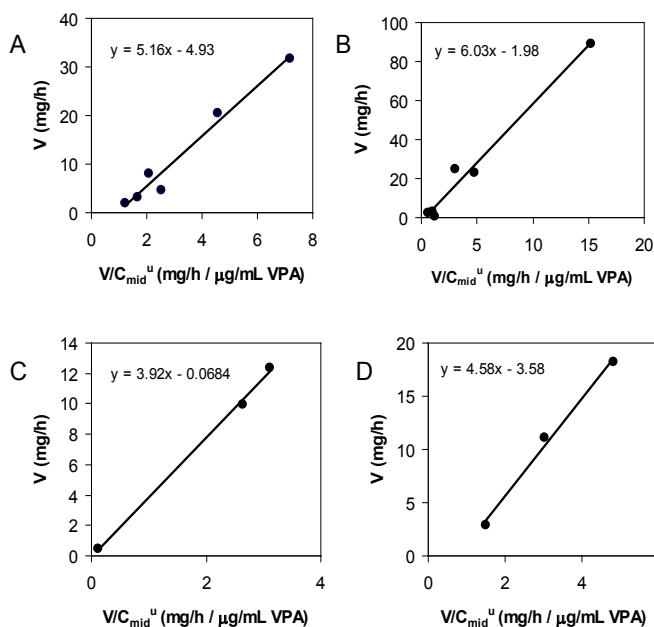 A
y = 5.16x - 4.93
V (mg/h)
40
30
20
10
0
0 2 4 6 8
V/Cmidᵘ (mg/h / µg/mL VPA)
B
y = 6.03x - 1.98
V (mg/h)
100
80
60
40
20
0
0 5 10 15 20
V/Cmidᵘ (mg/h / µg/mL VPA)
C
y = 3.92x - 0.0684
V (mg/h)
14
12
10
8
6
4
2
0
0 2 4
V/Cmidᵘ (mg/h / µg/mL VPA)
D
y = 4.58x - 3.58
V (mg/h)
20
15
10
5
0
0 2 4
V/Cmidᵘ (mg/h / µg/mL VPA)